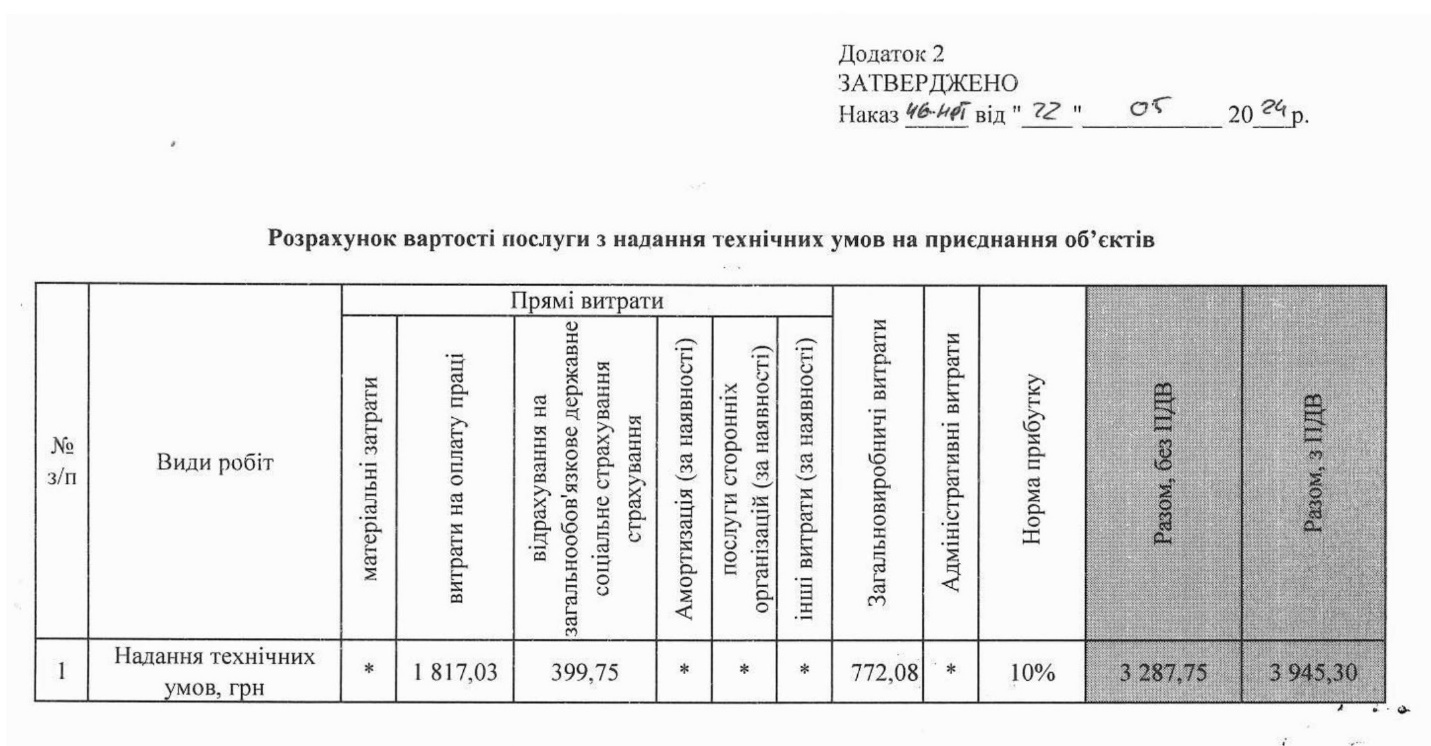 Додаток 2
ЗАТВЕРДЖЕНО
Наказ від " 22 " 05 20 24 р.
Розрахунок вартості послуги з надання технічних умов на приєднання об’єктів
№
з/п
Види робіт
Прямі витрати
матеріальні затрати
витрати на оплату праці
відрахування на
загальнообов'язкове державне
соціальне страхування
страхування
Амортизація (за наявності)
послуги сторонніх
організацій (за наявності)
інші витрати (за наявності)
Загальновиробничі витрати
Адміністративні витрати
Норма прибутку
Разом, без ПДВ
Разом, з ПДВ
1 Надання технічних * 1 817,03 399,75 * * * 772,08 * 10% 3 287,75 3 945,30
умов, грн